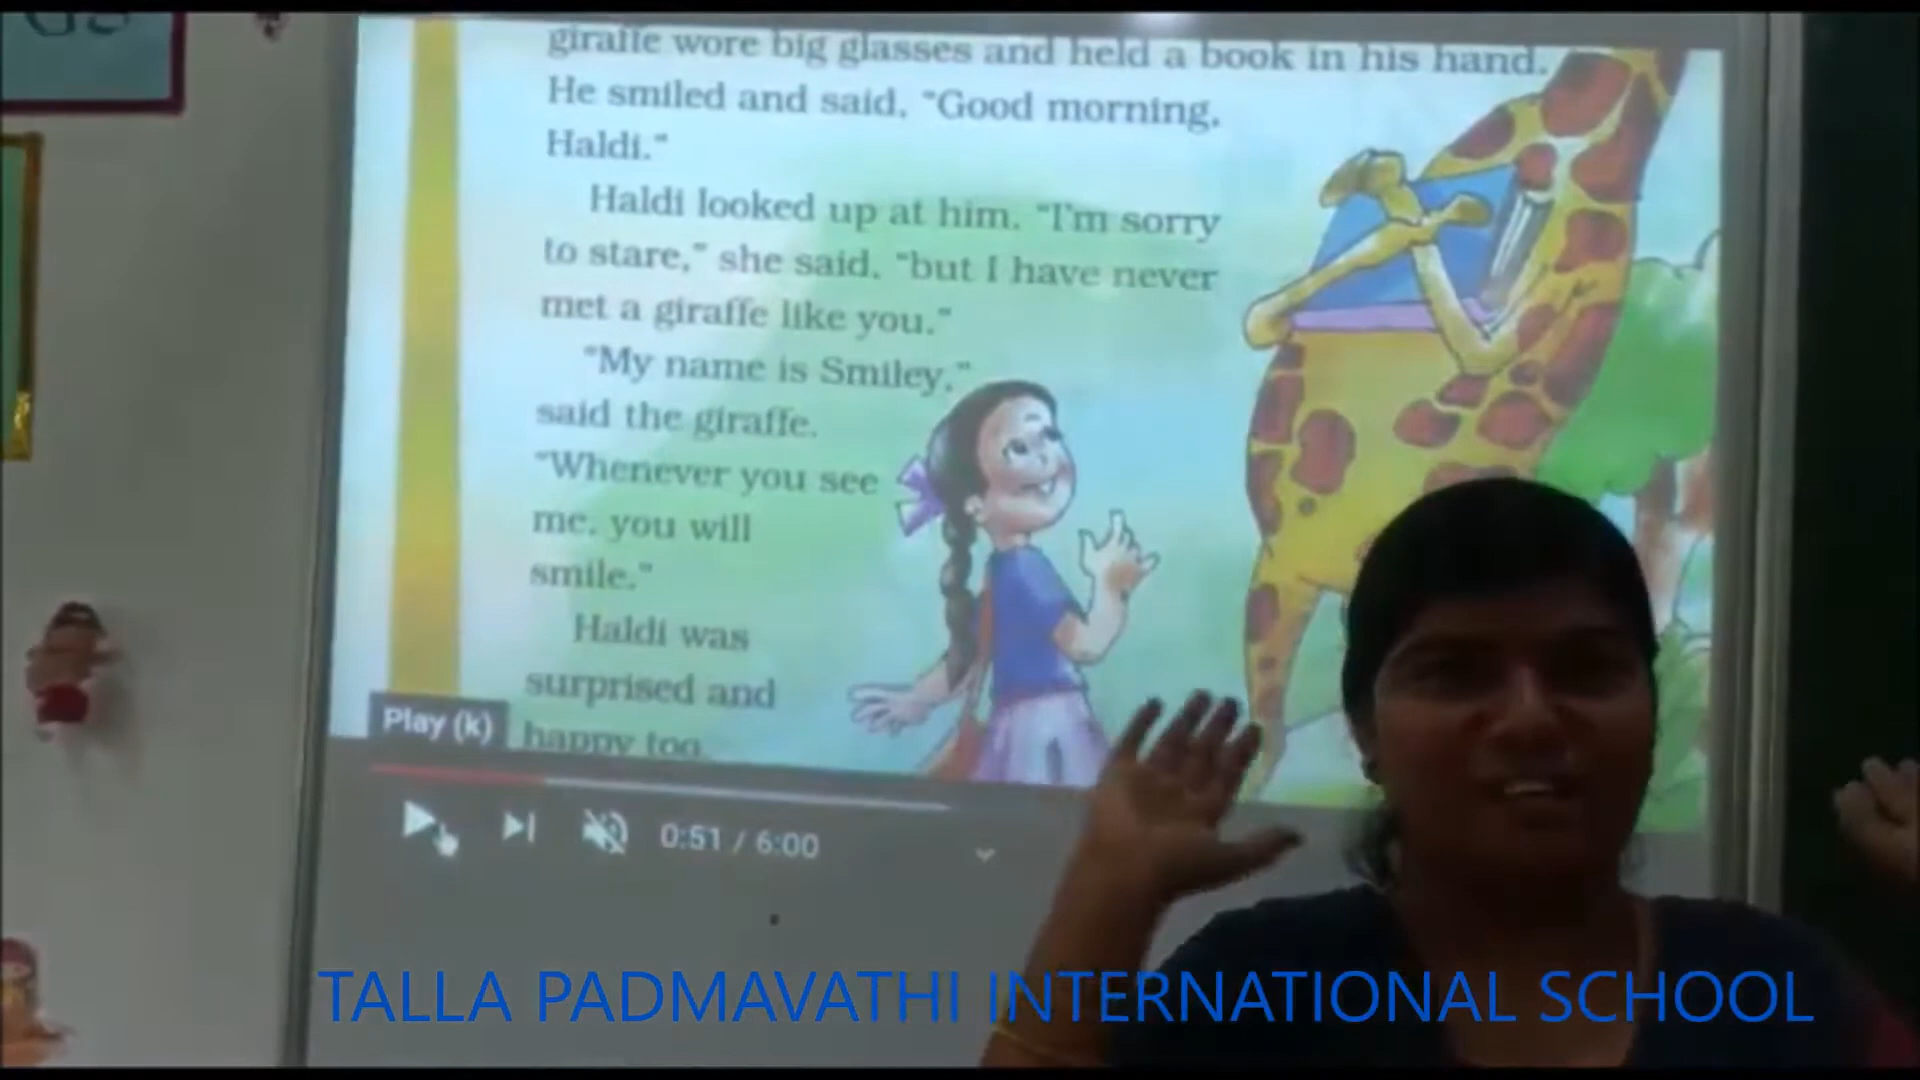 giraffe wore big glasses and held a book in his hand.
He smiled and said, "Good morning,
Haldi."
Haldi looked up at him. "I'm sorry
to stare," she said, "but I have never
met a giraffe like you."
"My name is Smiley,"
said the giraffe.
"Whenever you see
me, you will
smile."
Haldi was
surprised and
happy too.
Play (k)
0:51 / 6:00
TALLA PADMAVATHI INTERNATIONAL SCHOOL